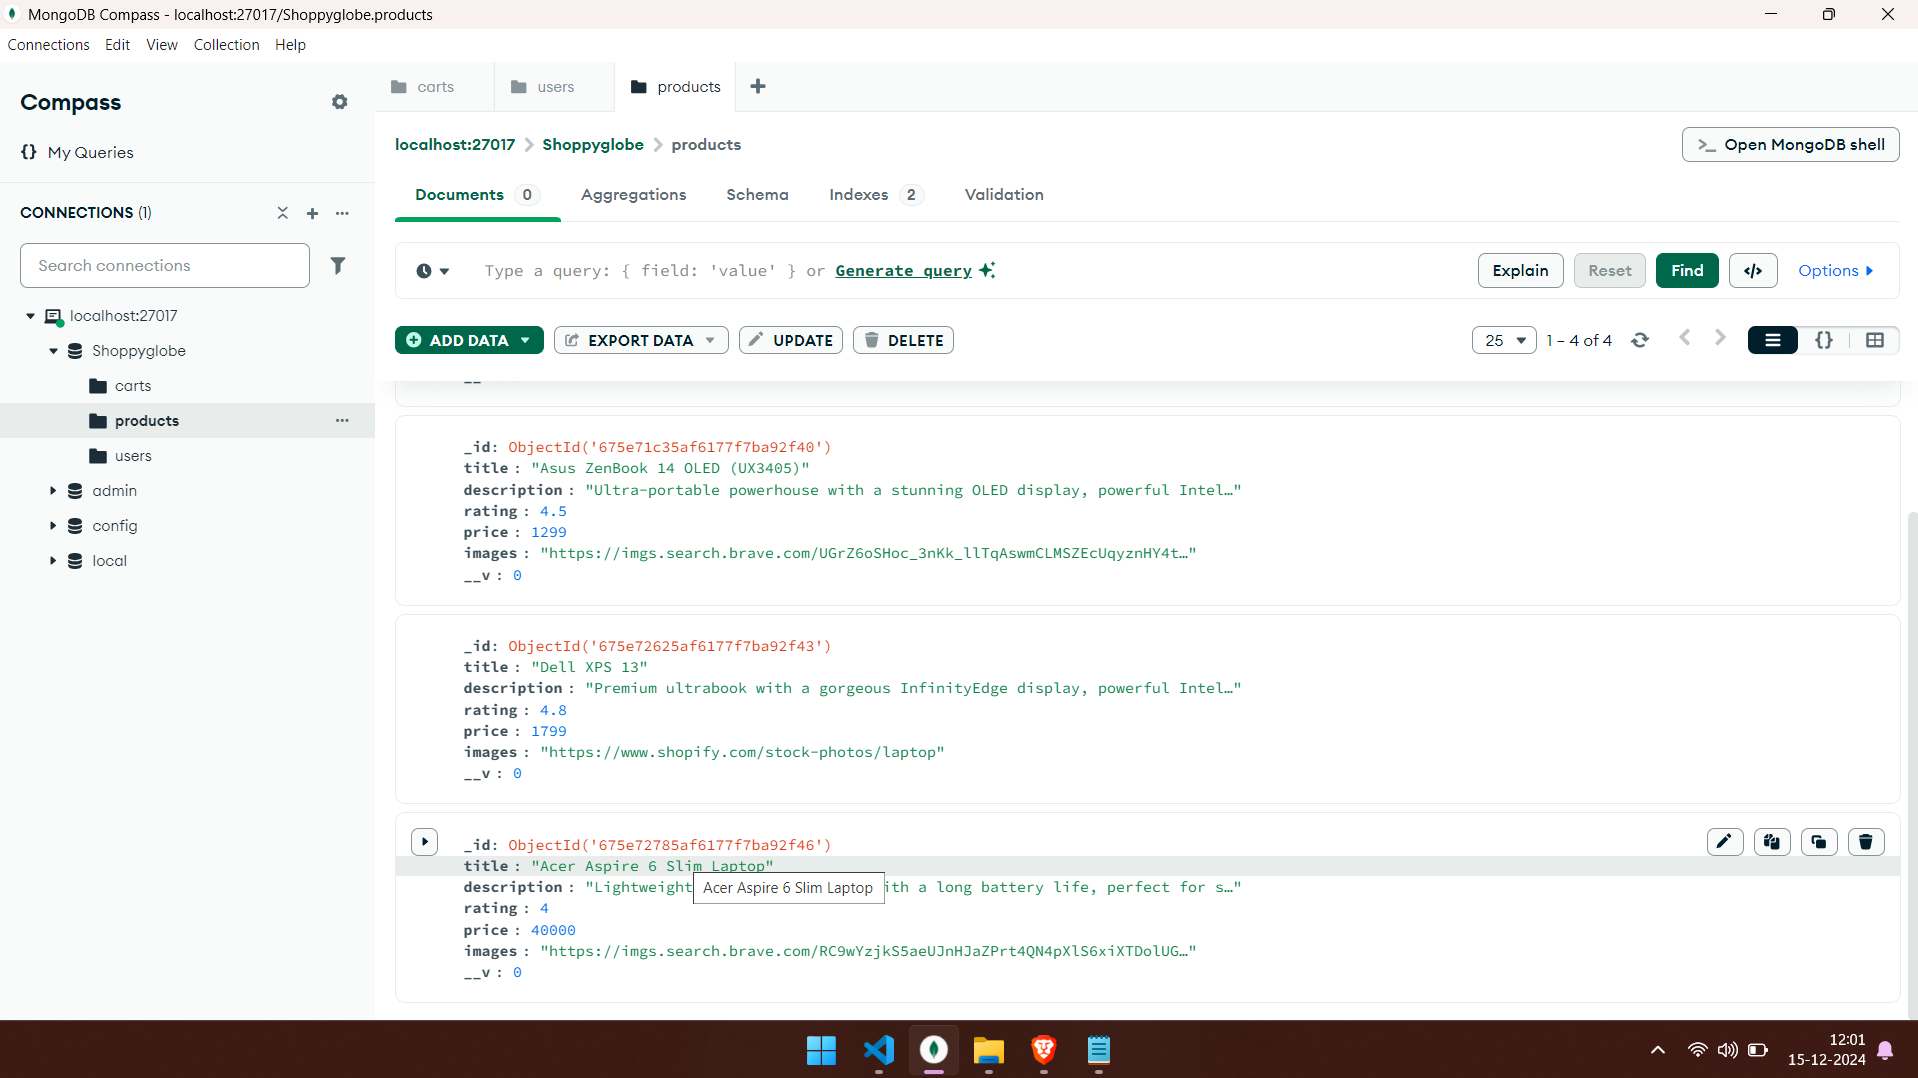 MongoDB Compass - localhost:27017/Shoppyglobe.products
Connections Edit View Collection Help
Compass
carts users products
{} My Queries
localhost:27017 > Shoppyglobe > products
>_ Open MongoDB shell
Documents 0 Aggregations Schema Indexes 2 Validation
CONNECTIONS (1)
Search connections
Type a query: { field: 'value' } or Generate query
Explain Reset Find </> Options
ADD DATA EXPORT DATA UPDATE DELETE
25 1 – 4 of 4 {}
localhost:27017
Shoppyglobe
carts
products
users
admin
config
local
_id: ObjectId('675e71c35af6177f7ba92f40')
title : "Asus ZenBook 14 OLED (UX3405)"
description : "Ultra-portable powerhouse with a stunning OLED display, powerful Intel…"
rating : 4.5
price : 1299
images : "https://imgs.search.brave.com/UGrZ6oSHoc_3nKk_llTqAswmCLMSZEcUqyznHY4t…"
__v : 0
_id: ObjectId('675e72625af6177f7ba92f43')
title : "Dell XPS 13"
description : "Premium ultrabook with a gorgeous InfinityEdge display, powerful Intel…"
rating : 4.8
price : 1799
images : "https://www.shopify.com/stock-photos/laptop"
__v : 0
_id: ObjectId('675e72785af6177f7ba92f46')
title : "Acer Aspire 6 Slim Laptop"
description : "Lightweight ith a long battery life, perfect for s…"
Acer Aspire 6 Slim Laptop
rating : 4
price : 40000
images : "https://imgs.search.brave.com/RC9wYzjkS5aeUJnHJaZPrt4QN4pXlS6xiXTDolUG…"
__v : 0
12:01
15-12-2024